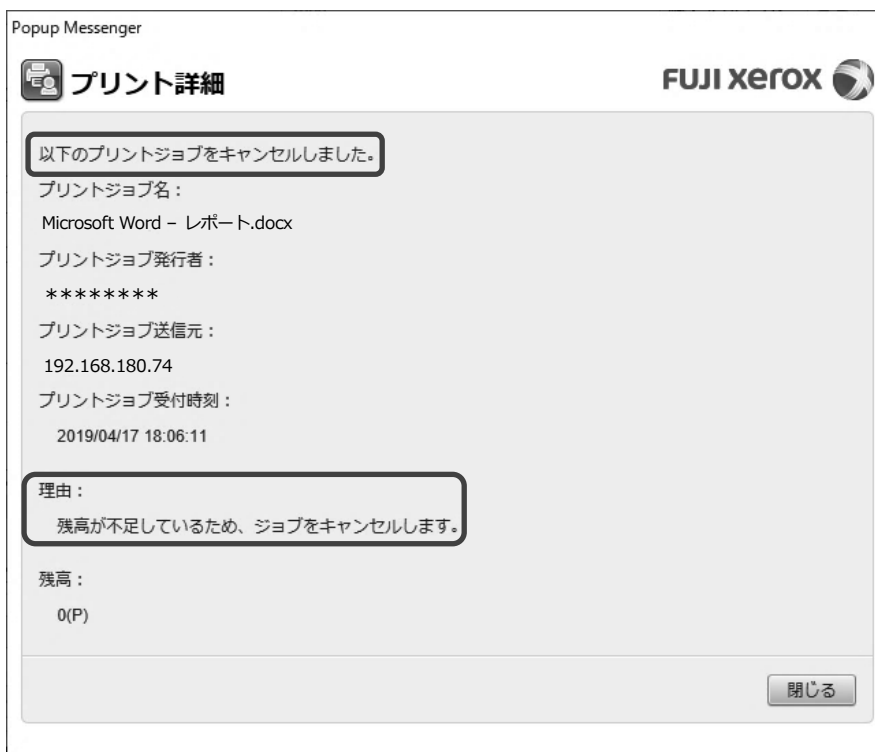 Popup Messenger
プリント詳細
FUJI xerox
以下のプリントジョブをキャンセルしました。
プリントジョブ名：
Microsoft Word – レポート.docx
プリントジョブ発行者：
********
プリントジョブ送信元：
192.168.180.74
プリントジョブ受付時刻：
2019/04/17 18:06:11
理由：
残高が不足しているため、ジョブをキャンセルします。
残高：
0(P)
閉じる